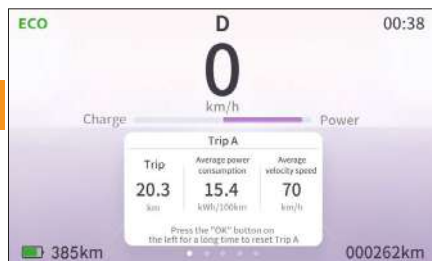 ECO
D
00:38
0
km/h
Charge
Power
Trip A
Trip
Average power
consumption
Average
velocity speed
20.3
15.4
70
km
kWh/100km
km/h
Press the "OK" button on
the left for a long time to reset Trip A
385km
000262km